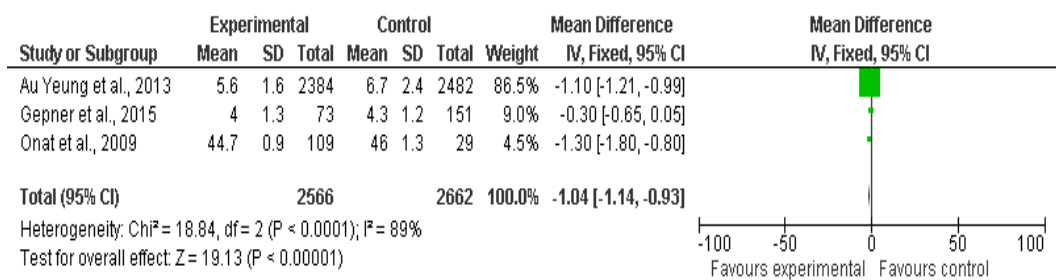 Experimental Control Mean Difference Mean Difference
Study or Subgroup Mean SD Total Mean SD Total Weight IV, Fixed, 95% CI IV, Fixed, 95% CI
Au Yeung et al., 2013 5.6 1.6 2384 6.7 2.4 2482 86.5% -1.10 [-1.21, -0.99]
Gepner et al., 2015 4 1.3 73 4.3 1.2 151 9.0% -0.30 [-0.65, 0.05]
Onat et al., 2009 44.7 0.9 109 46 1.3 29 4.5% -1.30 [-1.80, -0.80]
Total (95% CI) 2566 2662 100.0% -1.04 [-1.14, -0.93]
Heterogeneity: Chi² = 18.84, df = 2 (P < 0.0001); I² = 89%
Test for overall effect: Z = 19.13 (P < 0.00001)
-100 -50 0 50 100
Favours experimental Favours control